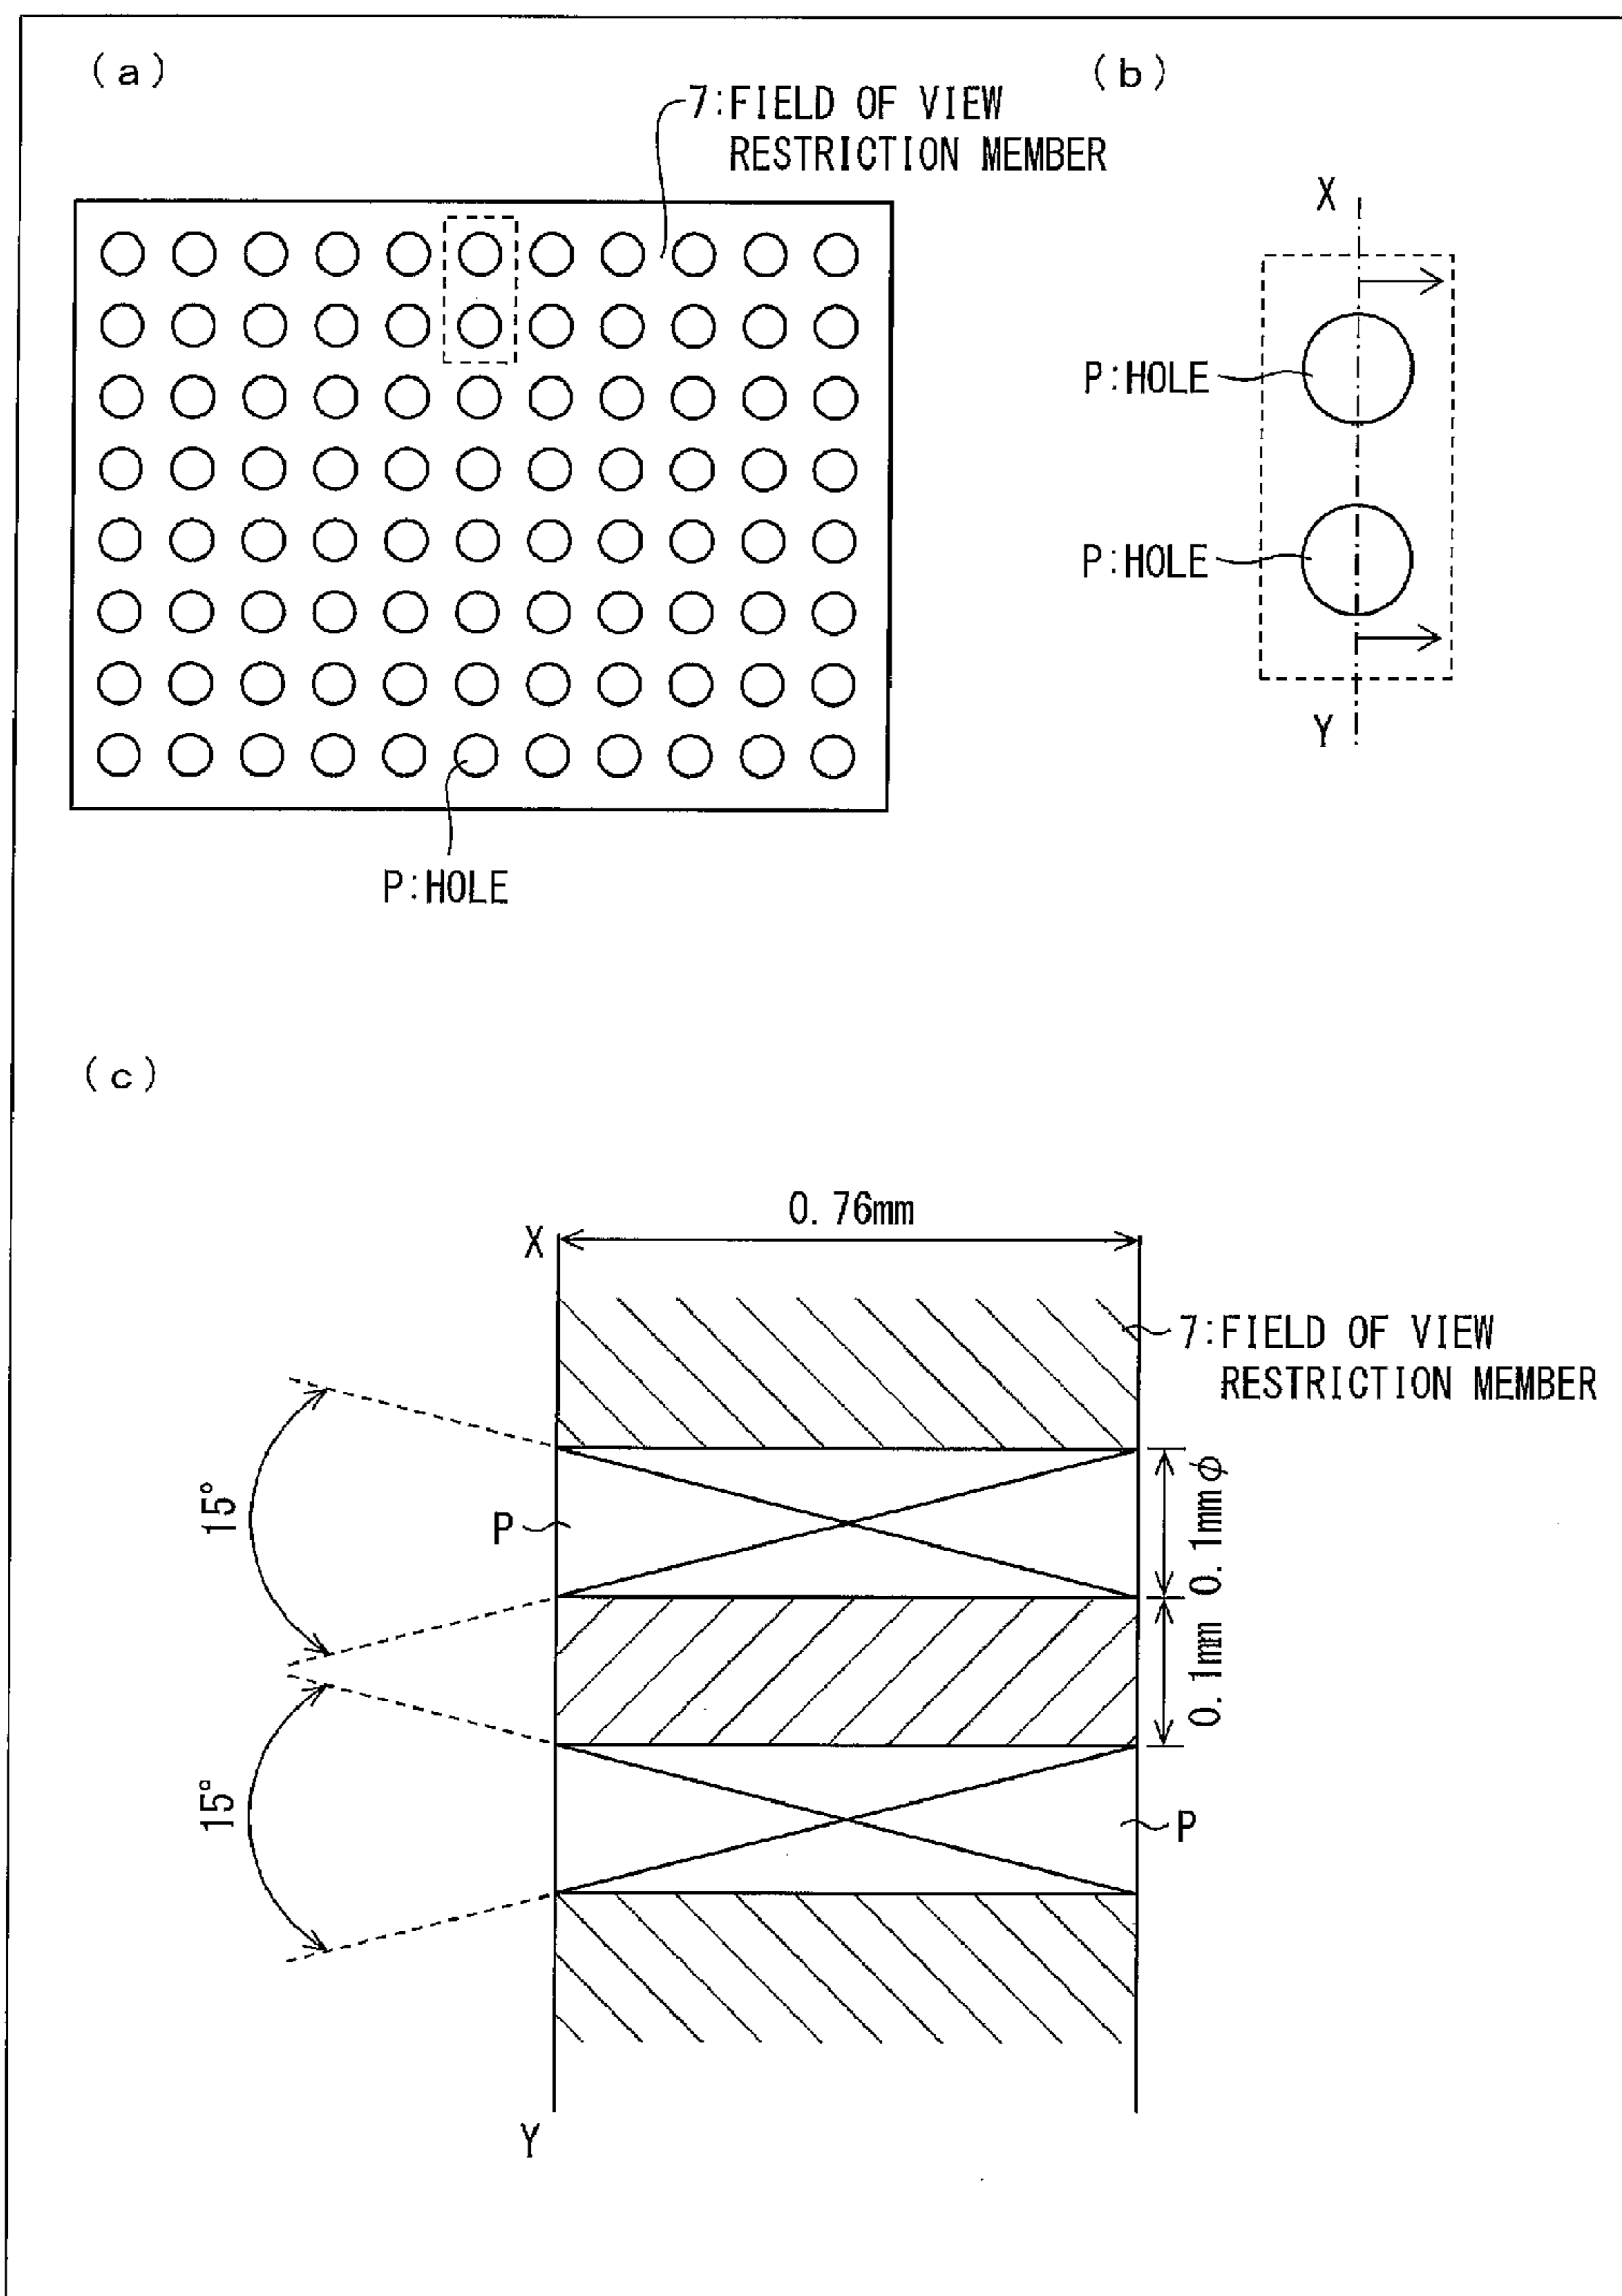 (a)
7:FIELD OF VIEW
RESTRICTION MEMBER
P:HOLE
(b)
X
P:HOLE
P:HOLE
Y
(c)
0.76mm
X
7:FIELD OF VIEW
RESTRICTION MEMBER
15°
P
0.1mmφ
0.1mm
15°
P
Y